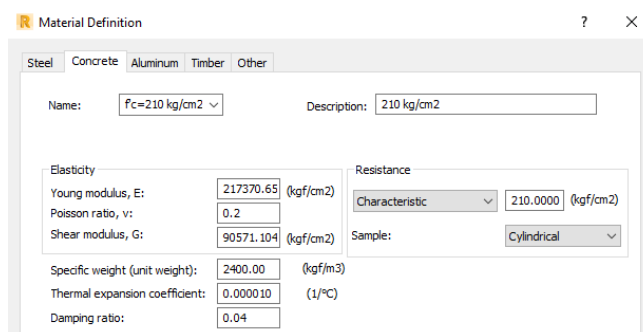 R Material Definition ? ×
Steel Concrete Aluminum Timber Other
Name: f'c=210 kg/cm2 Description: 210 kg/cm2
Elasticity Resistance
Young modulus, E: 217370.65 (kgf/cm2) Characteristic 210.0000 (kgf/cm2)
Poisson ratio, ν: 0.2
Shear modulus, G: 90571.104 (kgf/cm2) Sample: Cylindrical
Specific weight (unit weight): 2400.00 (kgf/m3)
Thermal expansion coefficient: 0.000010 (1/°C)
Damping ratio: 0.04